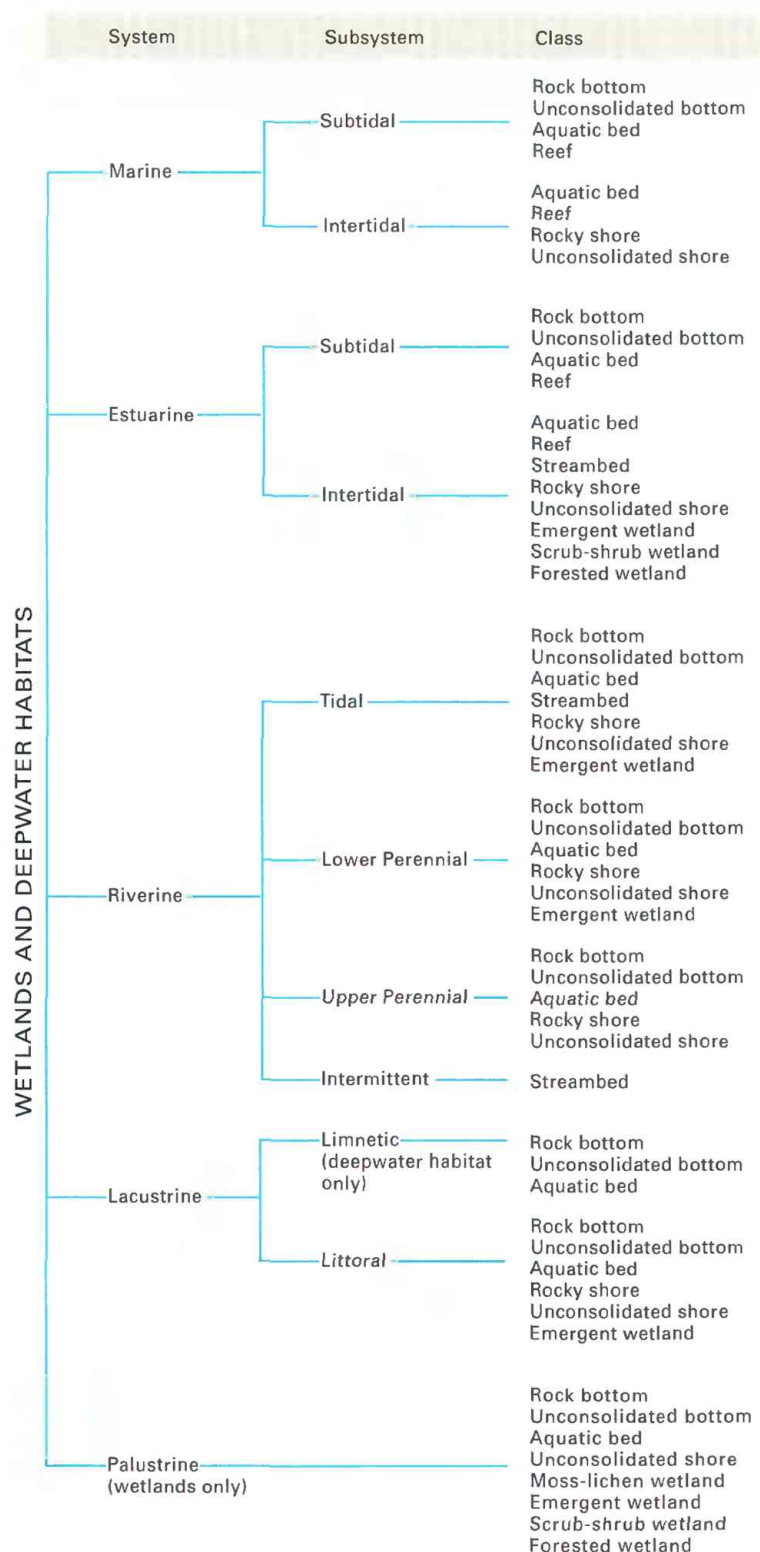 System Subsystem Class
WETLANDS AND DEEPWATER HABITATS
Marine
Subtidal
Rock bottom
Unconsolidated bottom
Aquatic bed
Reef
Intertidal
Aquatic bed
Reef
Rocky shore
Unconsolidated shore
Estuarine
Subtidal
Rock bottom
Unconsolidated bottom
Aquatic bed
Reef
Intertidal
Aquatic bed
Reef
Streambed
Rocky shore
Unconsolidated shore
Emergent wetland
Scrub-shrub wetland
Forested wetland
Riverine
Tidal
Rock bottom
Unconsolidated bottom
Aquatic bed
Streambed
Rocky shore
Unconsolidated shore
Emergent wetland
Lower Perennial
Rock bottom
Unconsolidated bottom
Aquatic bed
Rocky shore
Unconsolidated shore
Emergent wetland
Upper Perennial
Rock bottom
Unconsolidated bottom
Aquatic bed
Rocky shore
Unconsolidated shore
Intermittent
Streambed
Lacustrine
Limnetic
(deepwater habitat
only)
Rock bottom
Unconsolidated bottom
Aquatic bed
Littoral
Rock bottom
Unconsolidated bottom
Aquatic bed
Rocky shore
Unconsolidated shore
Emergent wetland
Palustrine
(wetlands only)
Rock bottom
Unconsolidated bottom
Aquatic bed
Unconsolidated shore
Moss-lichen wetland
Emergent wetland
Scrub-shrub wetland
Forested wetland